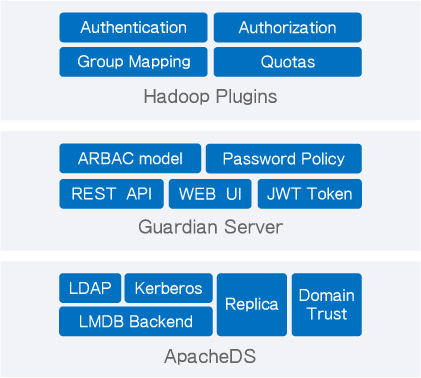 Authentication Authorization
Group Mapping Quotas
Hadoop Plugins
ARBAC model Password Policy
REST API WEB UI JWT Token
Guardian Server
LDAP Kerberos
LMDB Backend
Replica
Domain
Trust
ApacheDS